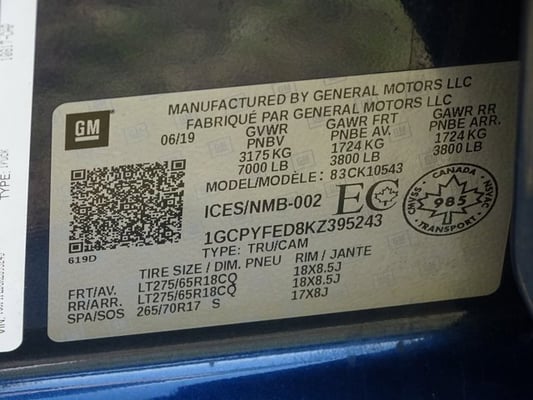 GM
MANUFACTURED BY GENERAL MOTORS LLC
FABRIQUÉ PAR GENERAL MOTORS LLC
06/19 GVWR GAWR FRT GAWR RR
PNBV PNBE AV. PNBE ARR.
3175 KG 1724 KG 1724 KG
7000 LB 3800 LB 3800 LB
MODEL/MODÈLE: 83CK10543
ICES/NMB-002 EC
CANADA
985
TRANSPORT
1GCPYFED8KZ395243
TYPE: TRU/CAM
619D
TIRE SIZE / DIM. PNEU RIM / JANTE
FRT/AV. LT275/65R18CQ 18X8.5J
RR/ARR. LT275/65R18CQ 18X8.5J
SPA/SOS 265/70R17 S 17X8J
TYPE: